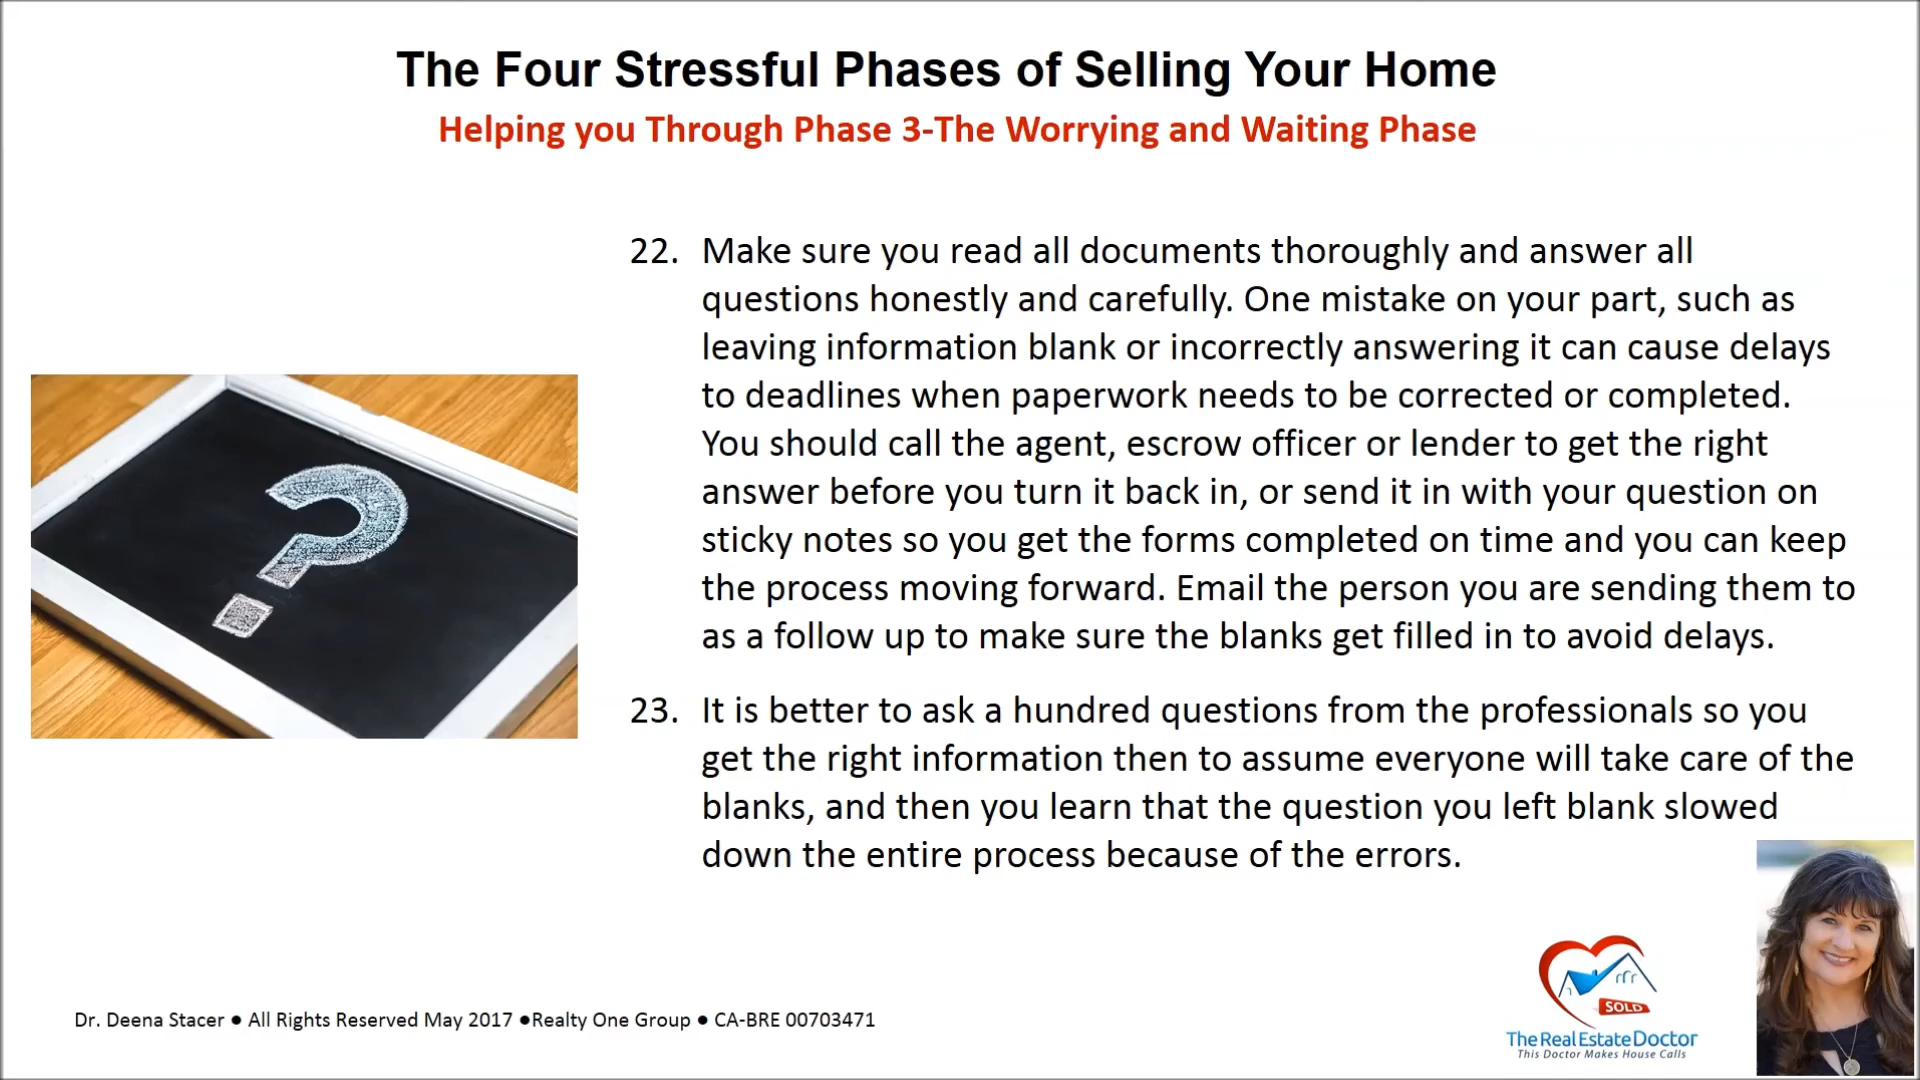 The Four Stressful Phases of Selling Your Home
Helping you Through Phase 3-The Worrying and Waiting Phase
22. Make sure you read all documents thoroughly and answer all
questions honestly and carefully. One mistake on your part, such as
leaving information blank or incorrectly answering it can cause delays
to deadlines when paperwork needs to be corrected or completed.
You should call the agent, escrow officer or lender to get the right
answer before you turn it back in, or send it in with your question on
sticky notes so you get the forms completed on time and you can keep
the process moving forward. Email the person you are sending them to
as a follow up to make sure the blanks get filled in to avoid delays.
?
23. It is better to ask a hundred questions from the professionals so you
get the right information then to assume everyone will take care of the
blanks, and then you learn that the question you left blank slowed
down the entire process because of the errors.
SOLD
TheRealEstateDoctor
This Doctor Makes House Calls
Dr. Deena Stacer ● All Rights Reserved May 2017 ●Realty One Group ● CA-BRE 00703471